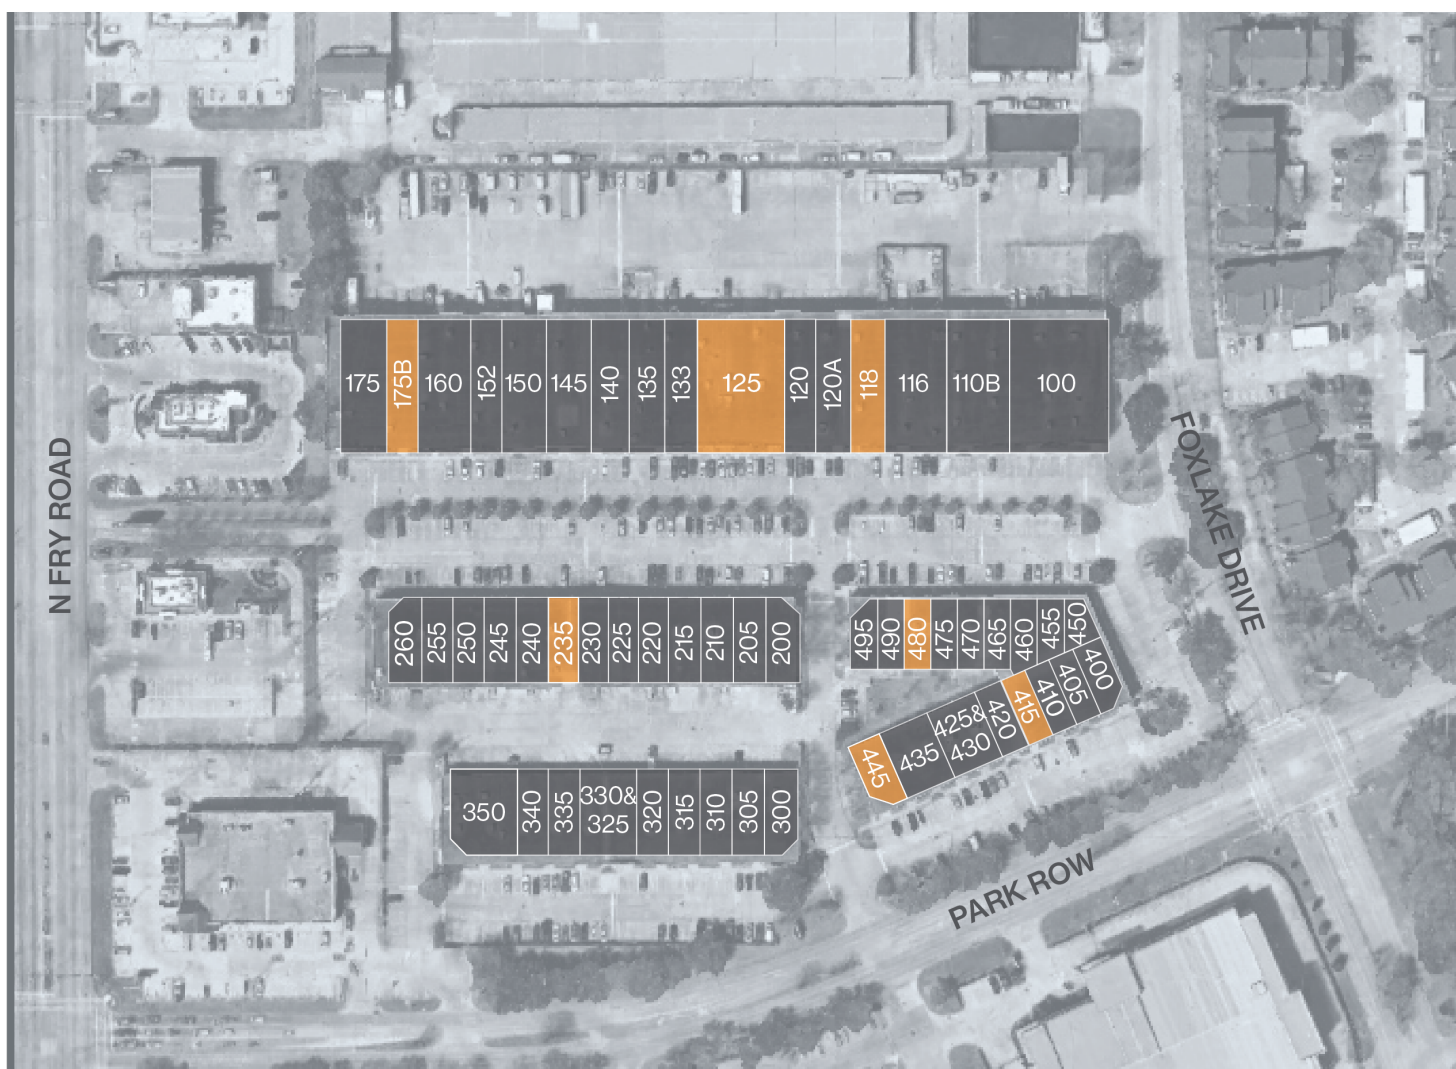 175 175B 160 152 150 145 140 135 133 125 120 120A 118 116 110B 100
N FRY ROAD
FOXLAKE DRIVE
260 255 250 245 240 235 230 225 220 215 210 205 200
495 490 480 475 470 465 460 455 450
445 435 425& 430 420 415 410 405 400
350 340 335 330& 325 320 315 310 305 300
PARK ROW